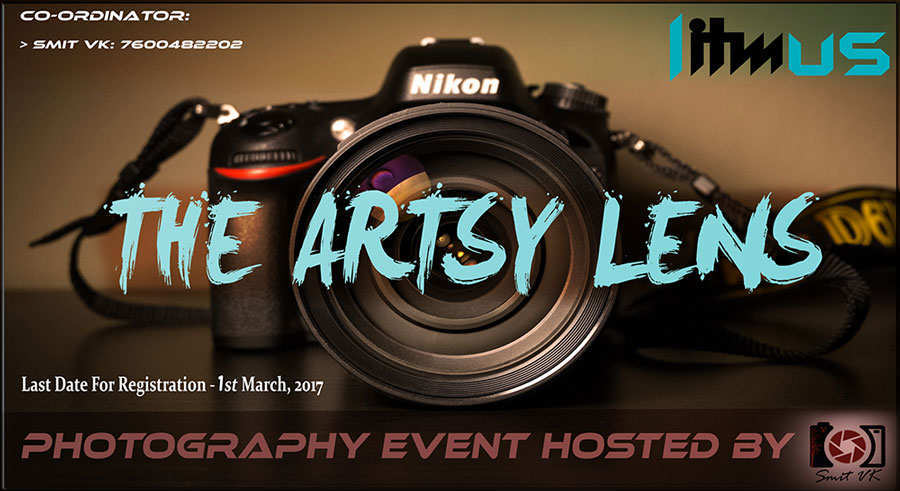 CO-ORDINATOR:
> SMIT VK: 7600482202
litmus
Nikon
THE ARTSY LENS
Last Date For Registration - 1st March, 2017
PHOTOGRAPHY EVENT HOSTED BY
Smit VK